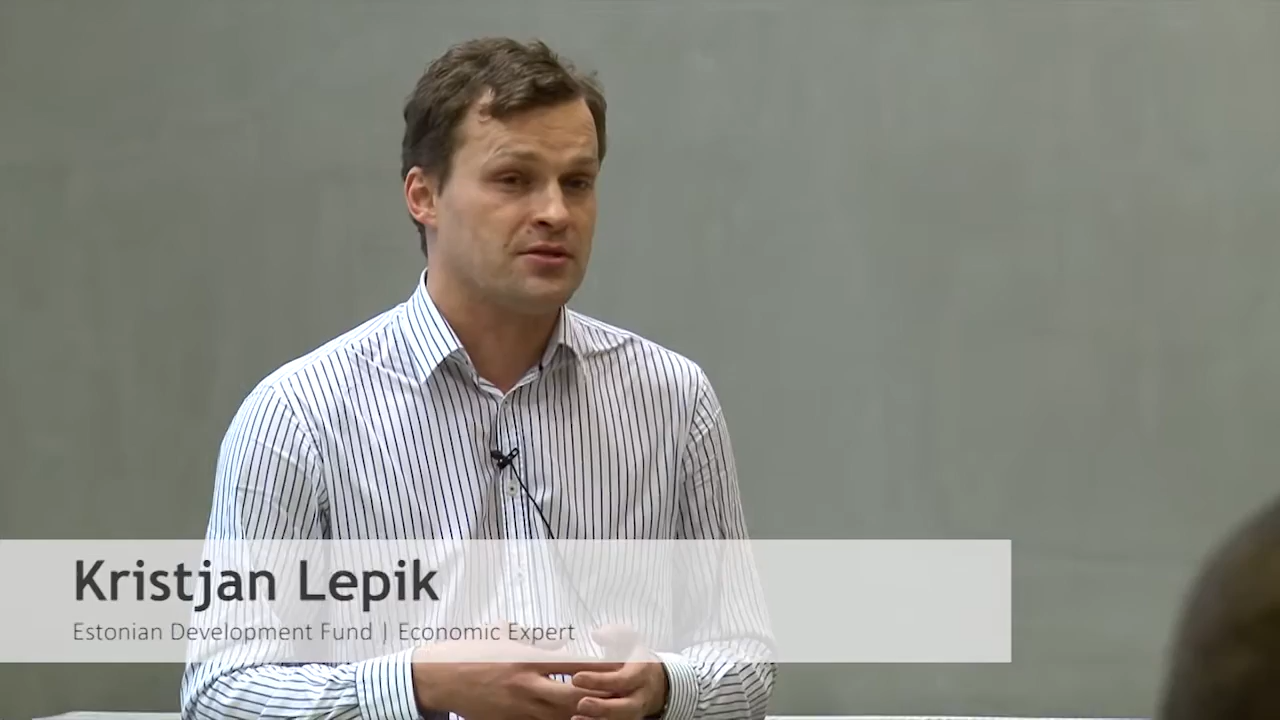 Kristjan Lepik
Estonian Development Fund | Economic Expert